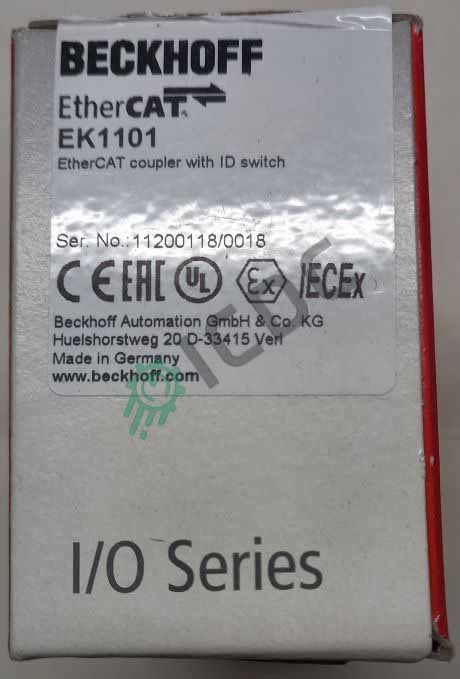 BECKHOFF
EtherCAT
EK1101
EtherCAT coupler with ID switch
Ser. No.:11200118/0018
CE EAC UL Ex IECEx
Beckhoff Automation GmbH & Co. KG
Huelshorstweg 20 D-33415 Verl
Made in Germany
www.beckhoff.com
ICDC
I/O Series